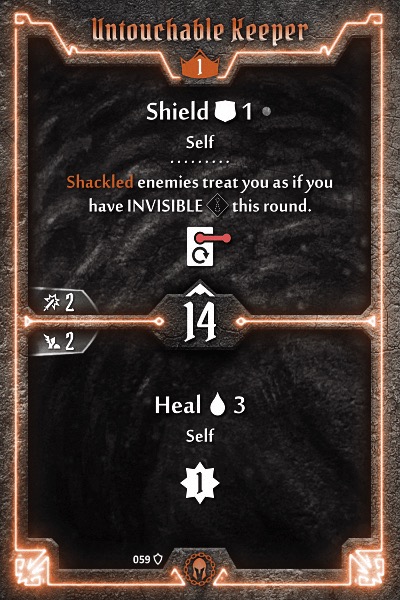 Untouchable Keeper
1
Shield 1
Self
Shackled enemies treat you as if you
have INVISIBLE this round.
2
14
2
Heal 3
Self
1
059